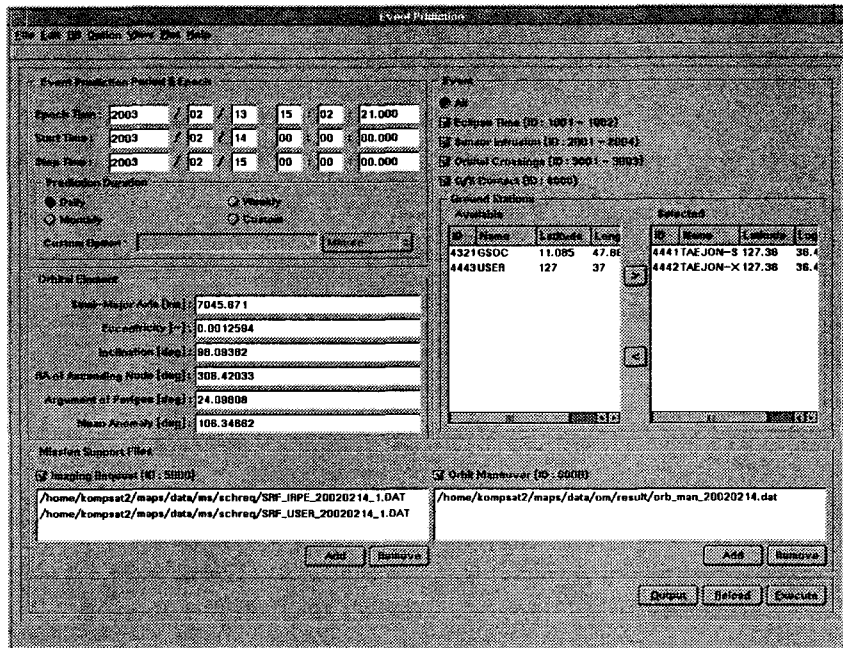 Event Prediction
File Edit Option View Help
Event Prediction Period & Epoch
Epoch Time : 2003 / 02 / 13 15 : 02 : 21.000
Start Time : 2003 / 02 / 14 00 : 00 : 00.000
Stop Time : 2003 / 02 / 15 00 : 00 : 00.000
Prediction Duration
Daily Weekly
Monthly Custom
Custom Option : Minute
Orbital Element
Semi-Major Axis [km] : 7045.871
Eccentricity [-] : 0.0012594
Inclination [deg] : 98.09382
RA of Ascending Node [deg] : 308.42033
Argument of Perigee [deg] : 24.09808
Mean Anomaly [deg] : 106.34662
Event
All
Eclipse Time (ID : 1001 ~ 1002)
Sensor Intrusion (ID : 2001 ~ 2004)
Orbital Crossings (ID : 3001 ~ 3003)
G/S Contact (ID : 4000)
Ground Stations
Available Selected
ID Name Latitude Long
4321 GSOC 11.085 47.88
4443 USER 127 37
>
<
ID Name Latitude Log
4441 TAEJON-S 127.38 36.4
4442 TAEJON-X 127.38 36.4
Mission Support Files
Imaging Request (ID : 5000)
/home/kompsat2/maps/data/ms/schreq/SRF_IRPE_20020214_1.DAT
/home/kompsat2/maps/data/ms/schreq/SRF_USER_20020214_1.DAT
Add Remove
Orbit Maneuver (ID : 6000)
/home/kompsat2/maps/data/om/result/orb_man_20020214.dat
Add Remove
Output Reload Execute